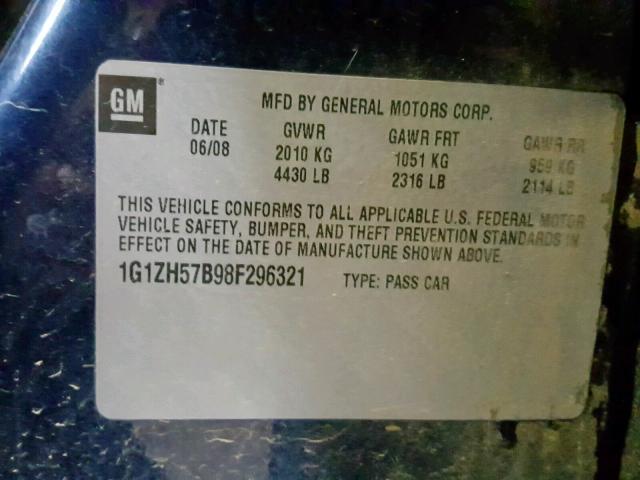 GM®
MFD BY GENERAL MOTORS CORP.
DATE GVWR GAWR FRT GAWR RR
06/08 2010 KG 1051 KG 959 KG
4430 LB 2316 LB 2114 LB
THIS VEHICLE CONFORMS TO ALL APPLICABLE U.S. FEDERAL MOTOR
VEHICLE SAFETY, BUMPER, AND THEFT PREVENTION STANDARDS IN
EFFECT ON THE DATE OF MANUFACTURE SHOWN ABOVE.
1G1ZH57B98F296321 TYPE: PASS CAR